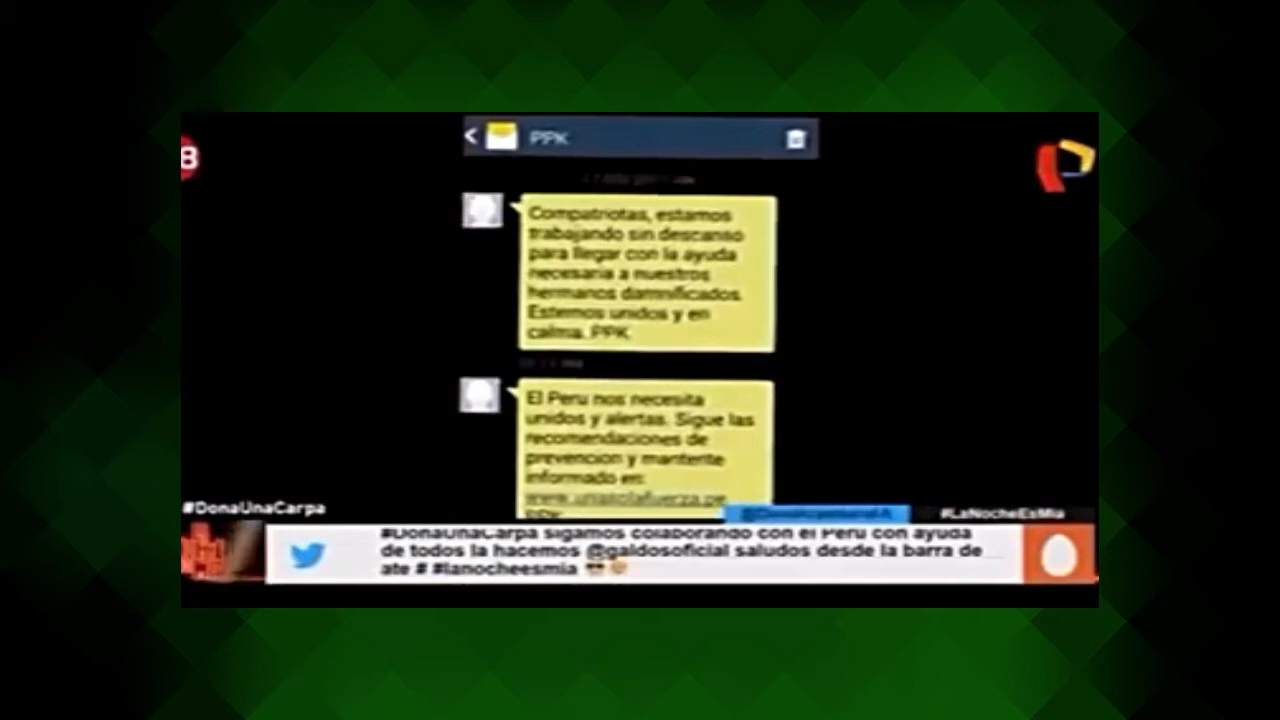 8
PPK
Compatriotas, estamos
trabajando sin descanso
para llegar con la ayuda
necesaria a nuestros
hermanos damnificados.
Estemos unidos y en
calma. PPK
El Peru nos necesita
unidos y alertas. Sigue las
recomendaciones de
prevencion y mantente
informado en:
www.unasolafuerza.pe
PPK
#DonaUnaCarpa
#LaNocheEsMia
#DonaUnaCarpa sigamos colaborando con el Peru con ayuda
de todos la hacemos @galdosoficial saludos desde la barra de
ate # #lanocheesmia